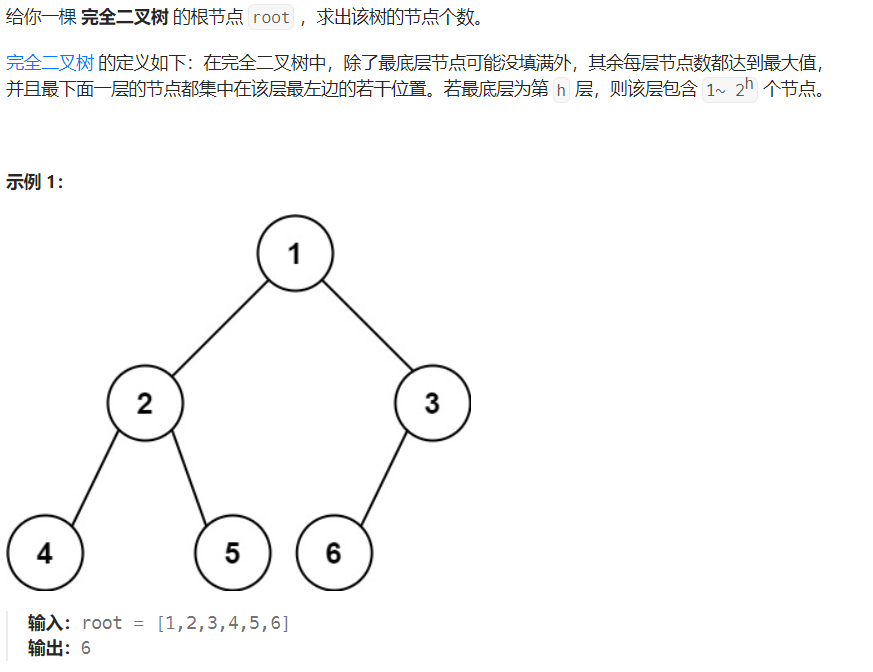 给你一棵 完全二叉树 的根节点 root ，求出该树的节点个数。
完全二叉树 的定义如下：在完全二叉树中，除了最底层节点可能没填满外，其余每层节点数都达到最大值，
并且最下面一层的节点都集中在该层最左边的若干位置。若最底层为第 h 层，则该层包含 1~ 2^h 个节点。
示例 1：
1
2 3
4 5 6
输入：root = [1,2,3,4,5,6]
输出：6